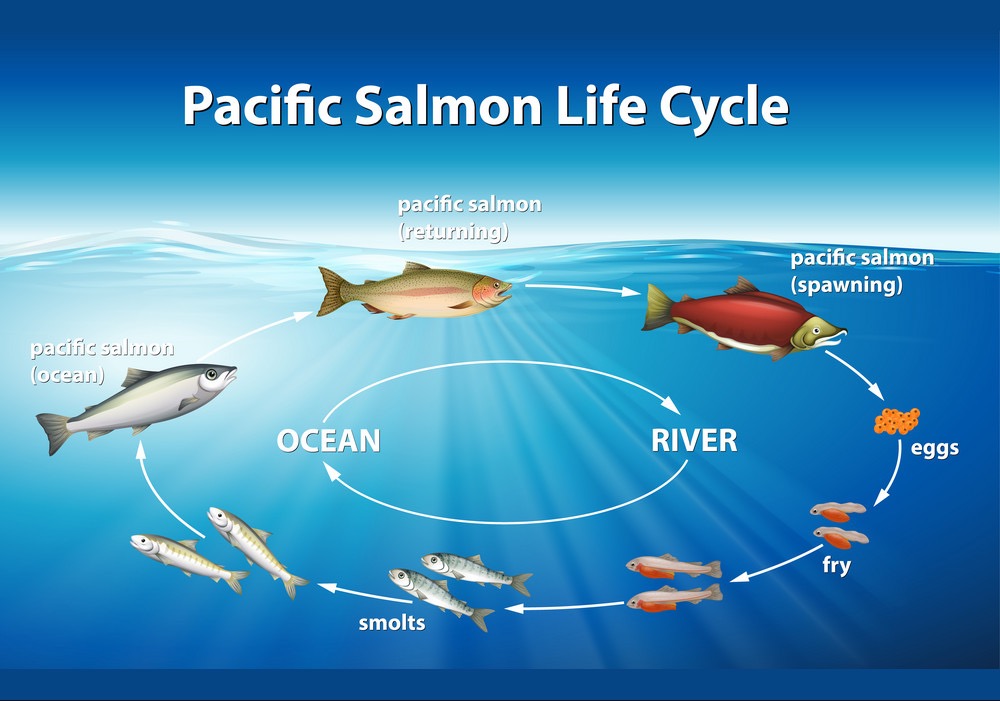 Pacific Salmon Life Cycle
pacific salmon
(returning)
pacific salmon
(spawning)
pacific salmon
(ocean)
OCEAN
RIVER
eggs
fry
smolts